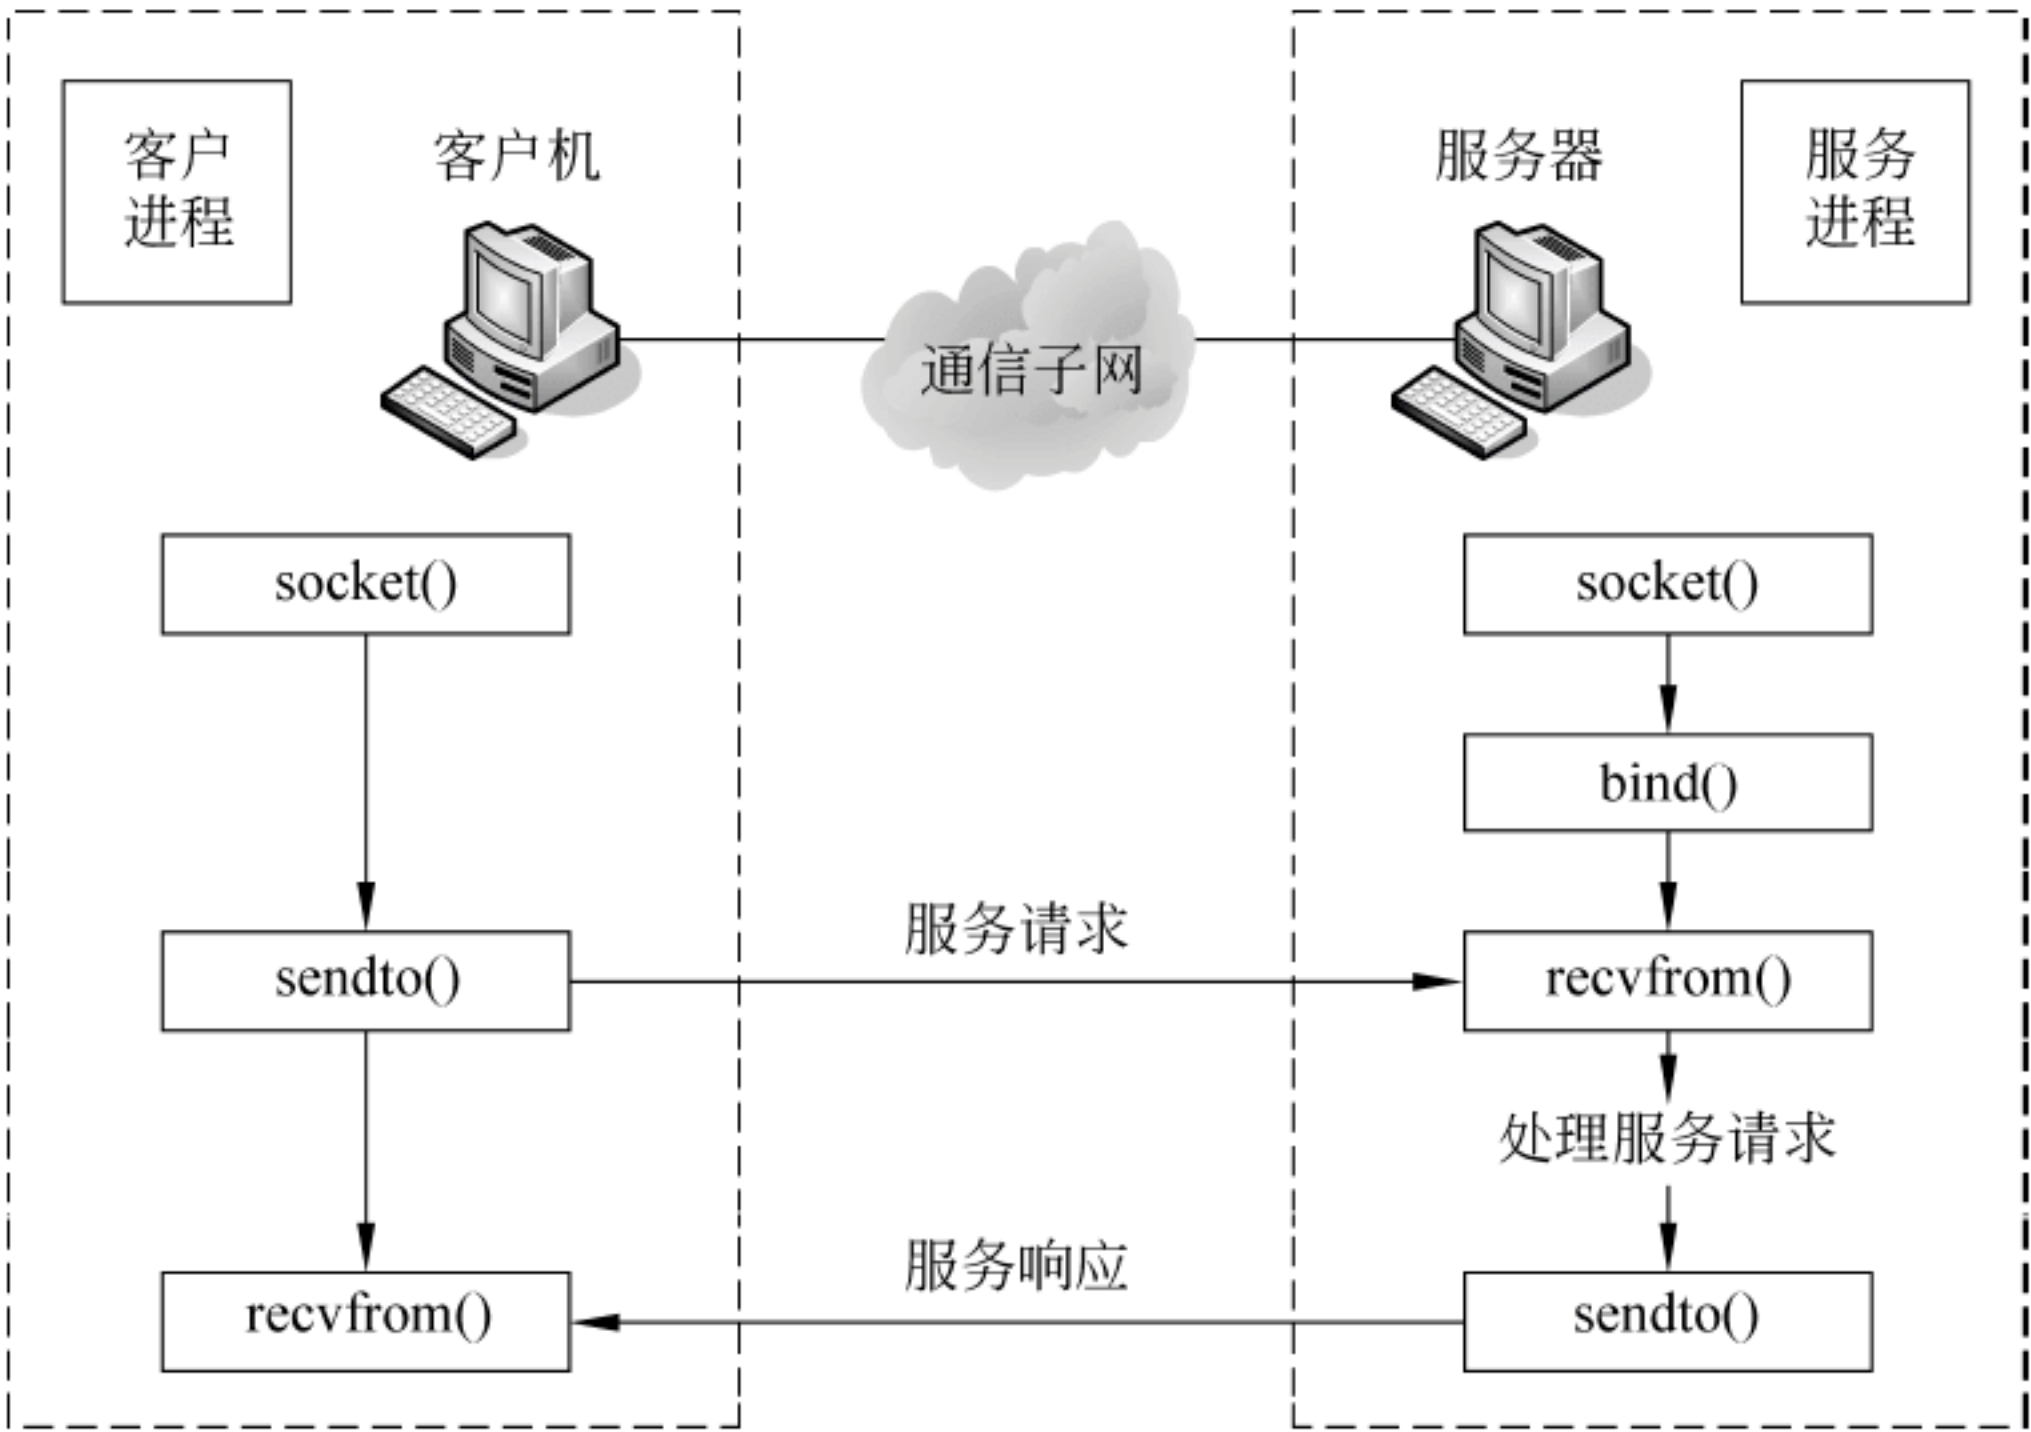 客户
进程
客户机
服务器
服务
进程
通信子网
socket()
socket()
bind()
服务请求
sendto()
recvfrom()
处理服务请求
服务响应
recvfrom()
sendto()